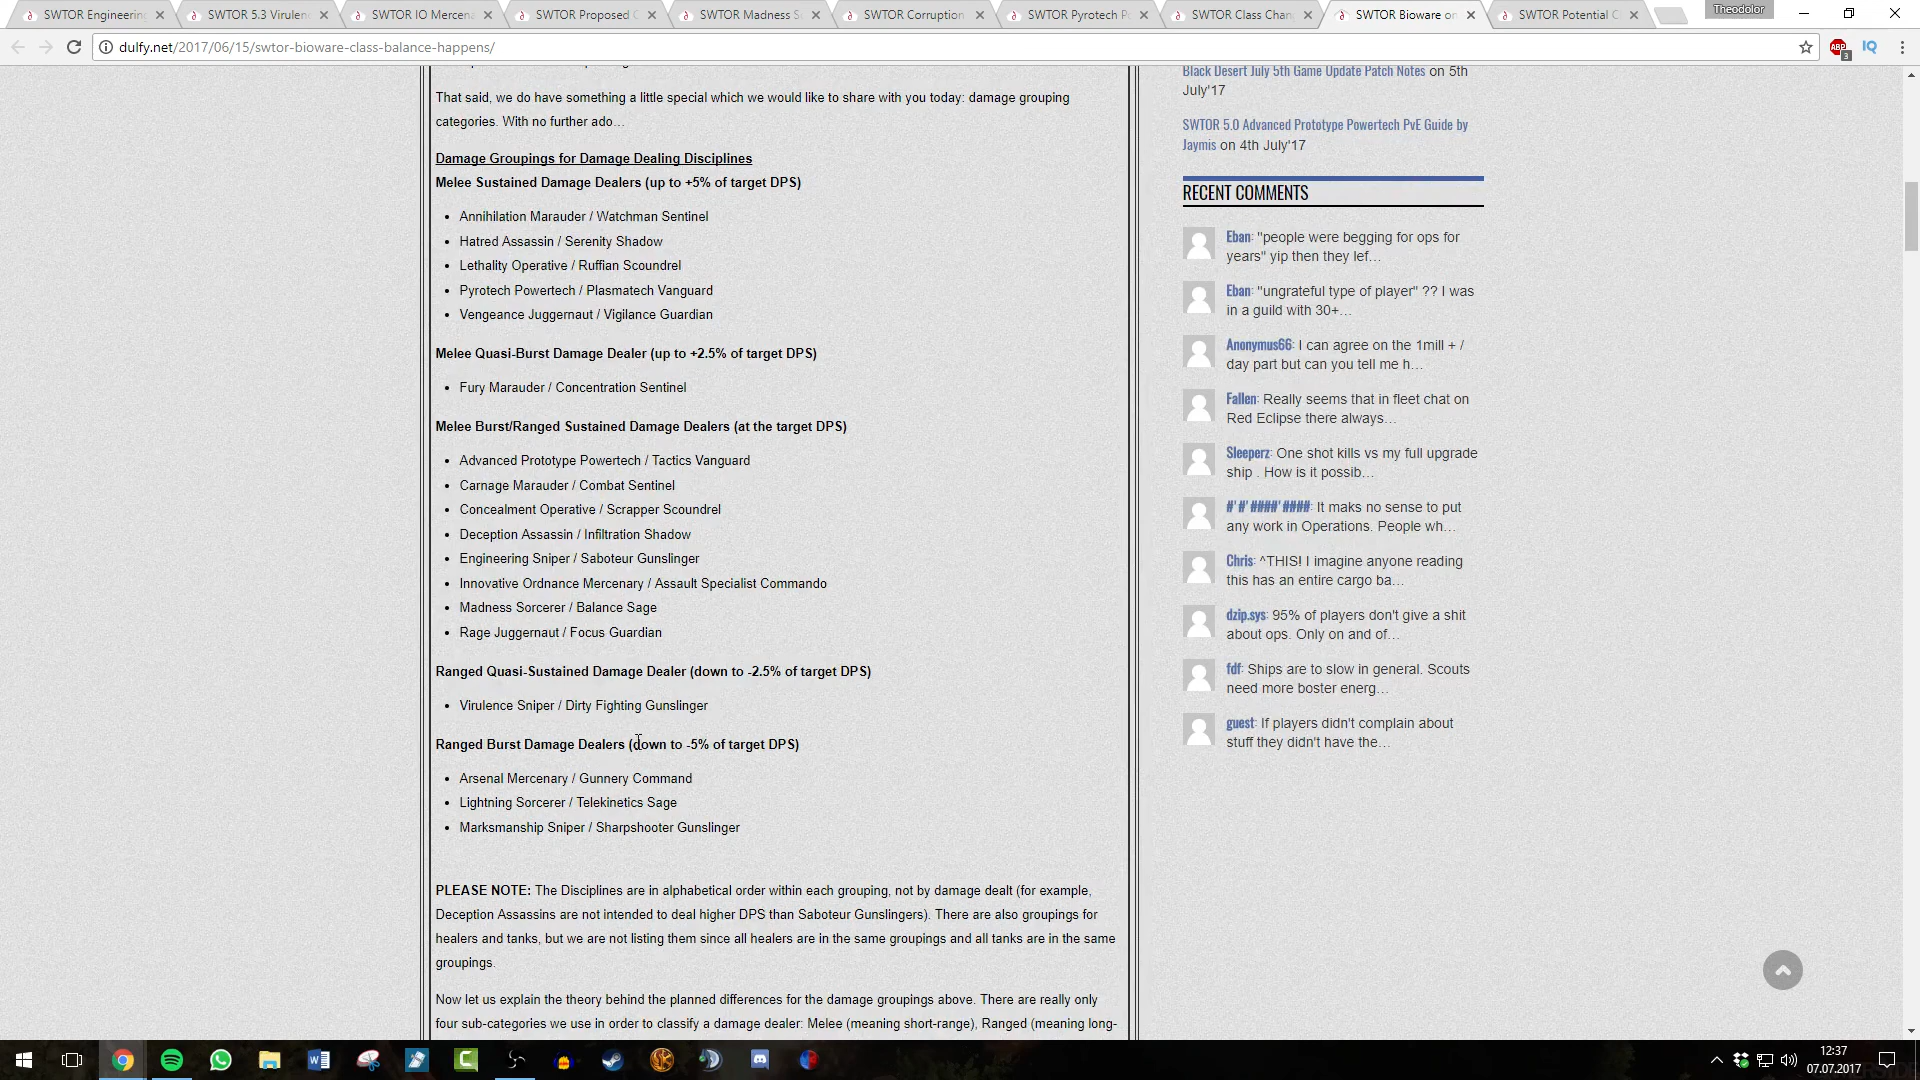 SWTOR Engineering
SWTOR 5.3 Virulen
SWTOR IO Mercena
SWTOR Proposed C
SWTOR Madness S
SWTOR Corruption
SWTOR Pyrotech P
SWTOR Class Chan
SWTOR Bioware on
SWTOR Potential C
Theodolor
dulfy.net/2017/06/15/swtor-bioware-class-balance-happens/
ABP
3
IQ
That said, we do have something a little special which we would like to share with you today: damage grouping
categories. With no further ado…
Damage Groupings for Damage Dealing Disciplines
Melee Sustained Damage Dealers (up to +5% of target DPS)
• Annihilation Marauder / Watchman Sentinel
• Hatred Assassin / Serenity Shadow
• Lethality Operative / Ruffian Scoundrel
• Pyrotech Powertech / Plasmatech Vanguard
• Vengeance Juggernaut / Vigilance Guardian
Melee Quasi-Burst Damage Dealer (up to +2.5% of target DPS)
• Fury Marauder / Concentration Sentinel
Melee Burst/Ranged Sustained Damage Dealers (at the target DPS)
• Advanced Prototype Powertech / Tactics Vanguard
• Carnage Marauder / Combat Sentinel
• Concealment Operative / Scrapper Scoundrel
• Deception Assassin / Infiltration Shadow
• Engineering Sniper / Saboteur Gunslinger
• Innovative Ordnance Mercenary / Assault Specialist Commando
• Madness Sorcerer / Balance Sage
• Rage Juggernaut / Focus Guardian
Ranged Quasi-Sustained Damage Dealer (down to -2.5% of target DPS)
• Virulence Sniper / Dirty Fighting Gunslinger
Ranged Burst Damage Dealers (down to -5% of target DPS)
• Arsenal Mercenary / Gunnery Command
• Lightning Sorcerer / Telekinetics Sage
• Marksmanship Sniper / Sharpshooter Gunslinger
PLEASE NOTE: The Disciplines are in alphabetical order within each grouping, not by damage dealt (for example,
Deception Assassins are not intended to deal higher DPS than Saboteur Gunslingers). There are also groupings for
healers and tanks, but we are not listing them since all healers are in the same groupings and all tanks are in the same
groupings.
Now let us explain the theory behind the planned differences for the damage groupings above. There are really only
four sub-categories we use in order to classify a damage dealer: Melee (meaning short-range), Ranged (meaning long-
Black Desert July 5th Game Update Patch Notes on 5th
July'17
SWTOR 5.0 Advanced Prototype Powertech PvE Guide by
Jaymis on 4th July'17
RECENT COMMENTS
Eban: "people were begging for ops for
years" yip then they lef…
Eban: "ungrateful type of player" ?? I was
in a guild with 30+…
Anonymus66: I can agree on the 1mill + /
day part but can you tell me h…
Fallen: Really seems that in fleet chat on
Red Eclipse there always…
Sleeperz: One shot kills vs my full upgrade
ship . How is it possib…
#'#'####'####: It maks no sense to put
any work in Operations. People wh…
Chris: ^THIS! I imagine anyone reading
this has an entire cargo ba…
dzip.sys: 95% of players don't give a shit
about ops. Only on and of…
fdf: Ships are to slow in general. Scouts
need more boster energ…
guest: If players didn't complain about
stuff they didn't have the…
12:37
07.07.2017